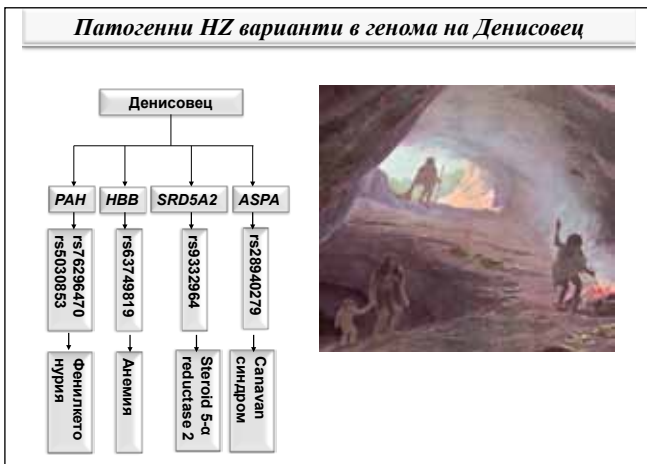 Патогенни HZ варианти в генома на Денисовец
Денисовец
PAH
HBB
SRD5A2
ASPA
rs76296470
rs5030853
rs63749819
rs9332964
rs28940279
Фенилкето
нурия
Анемия
Steroid 5-α
reductase 2
Canavan
синдром